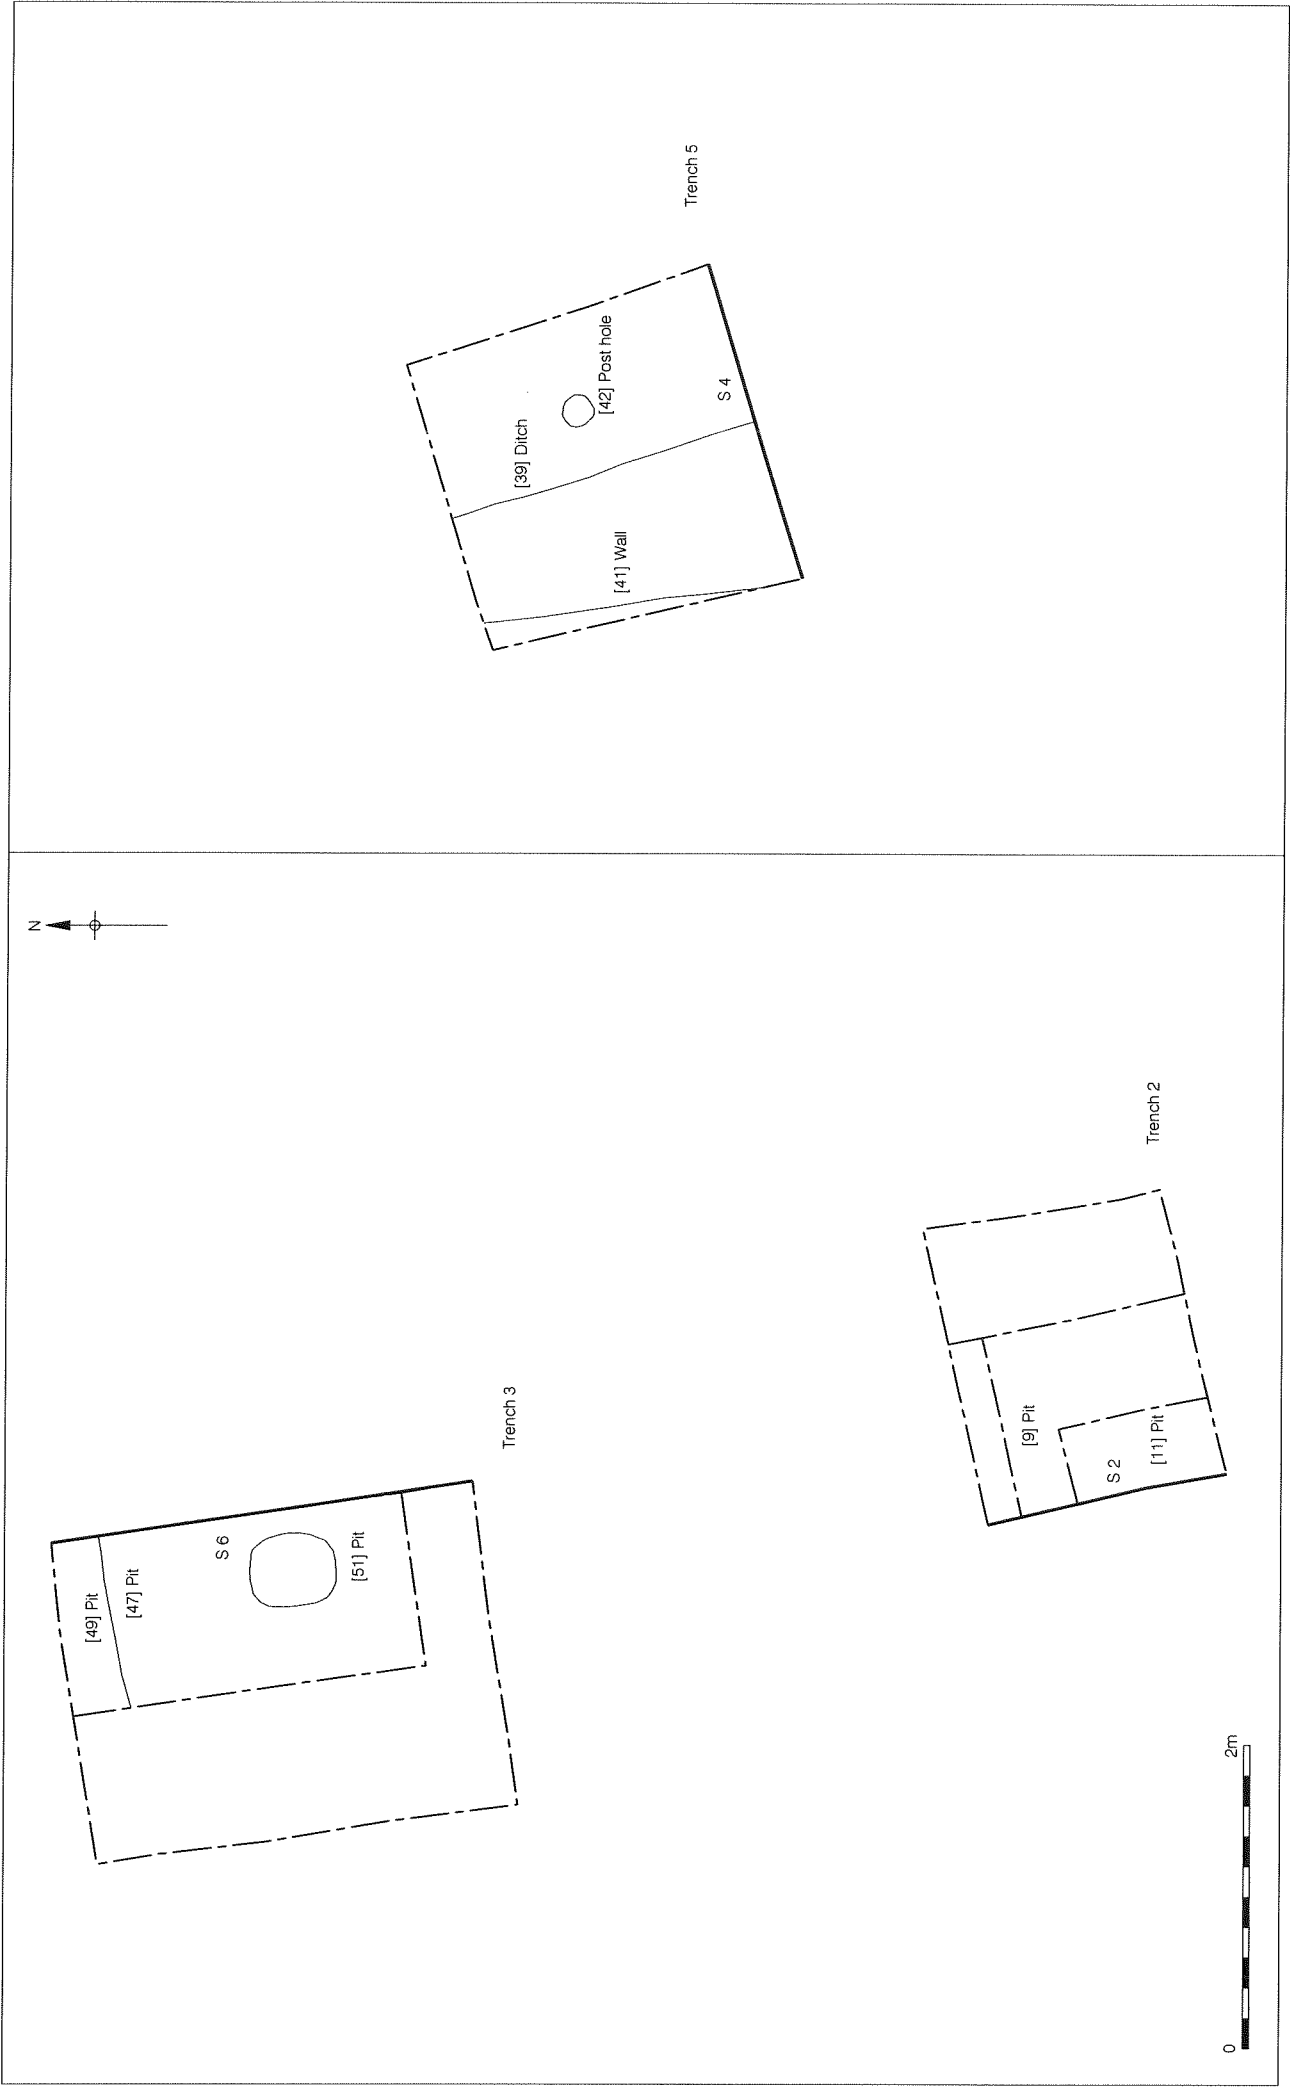 N
[49] Pit
[47] Pit
S 6
[51] Pit
Trench 3
[9] Pit
S 2
[11] Pit
Trench 2
0
2m
[39] Ditch
[42] Post hole
[41] Wall
S 4
Trench 5